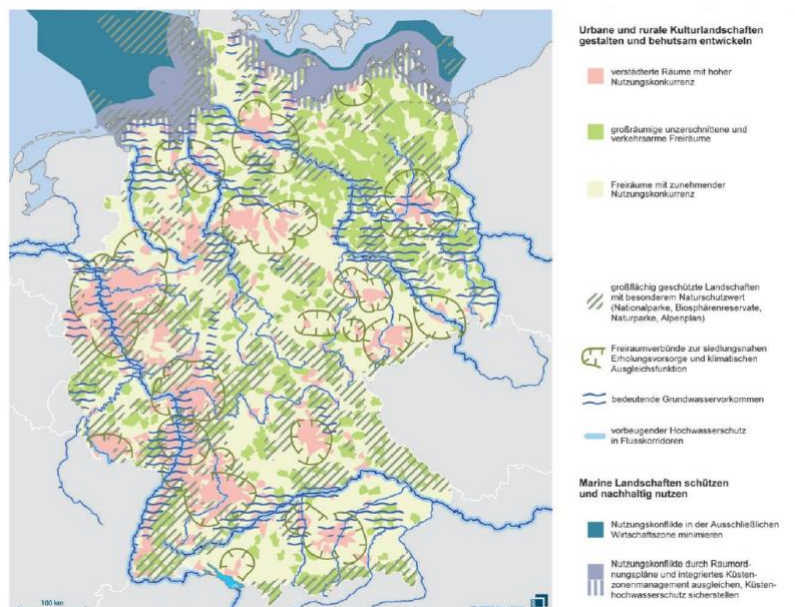 Urbane und rurale Kulturlandschaften
gestalten und behutsam entwickeln
verstädterte Räume mit hoher
Nutzungskonkurrenz
großräumige unzerschnittene und
verkehrsarme Freiräume
Freiräume mit zunehmender
Nutzungskonkurrenz
großflächig geschützte Landschaften
mit besonderem Naturschutzwert
(Nationalparke, Biosphärenreservate,
Naturparke, Alpenplan)
Freiraumverbünde zur siedlungsnahen
Erholungsvorsorge und klimatischen
Ausgleichsfunktion
bedeutende Grundwasservorkommen
vorbeugender Hochwasserschutz
in Flusskorridoren
Marine Landschaften schützen
und nachhaltig nutzen
Nutzungskonflikte in der Ausschließlichen
Wirtschaftszone minimieren
Nutzungskonflikte durch Raumord-
nungspläne und integriertes Küsten-
zonenmanagement ausgleichen, Küsten-
hochwasserschutz sicherstellen
100 km